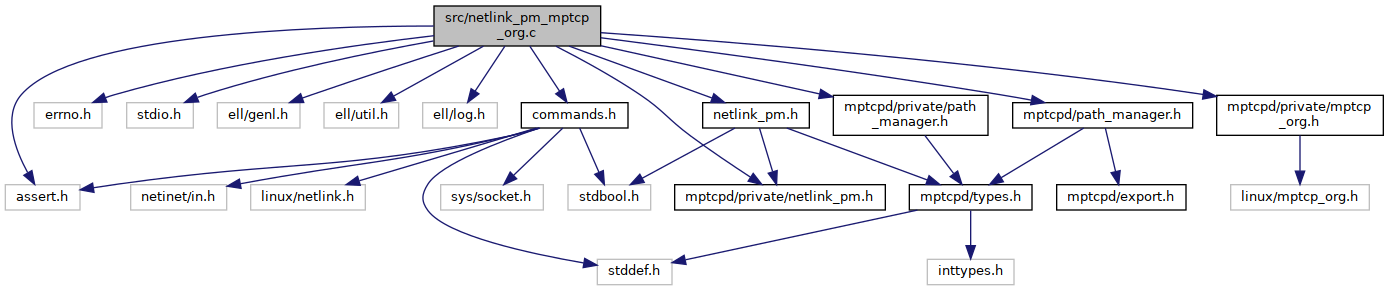 src/netlink_pm_mptcp
_org.c
errno.h
stdio.h
ell/genl.h
ell/util.h
ell/log.h
commands.h
netlink_pm.h
mptcpd/private/path
_manager.h
mptcpd/path_manager.h
mptcpd/private/mptcp
_org.h
assert.h
netinet/in.h
linux/netlink.h
sys/socket.h
stdbool.h
mptcpd/private/netlink_pm.h
mptcpd/types.h
mptcpd/export.h
linux/mptcp_org.h
stddef.h
inttypes.h